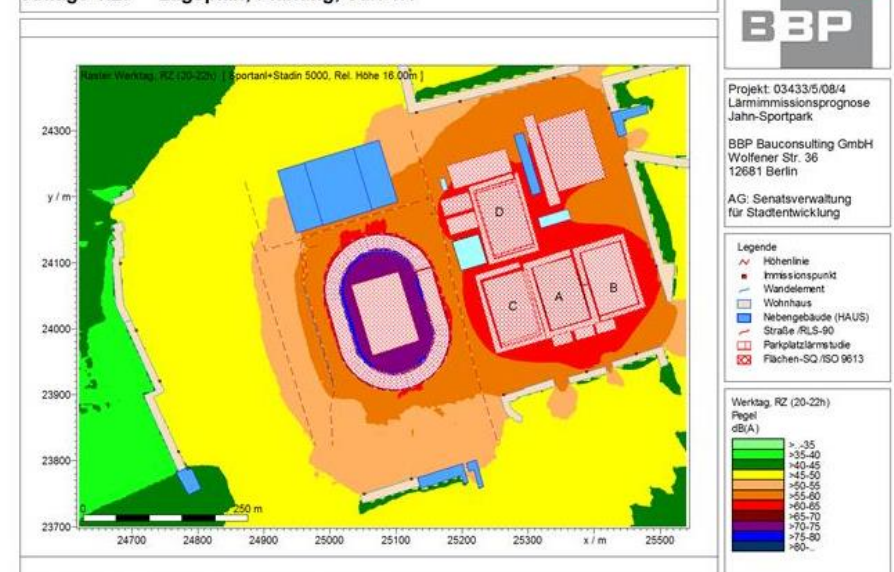 BBP
Projekt: 03433/5/08/4
Lärmimmissionsprognose
Jahn-Sportpark
BBP Bauconsulting GmbH
Wolfener Str. 36
12681 Berlin
AG: Senatsverwaltung
für Stadtentwicklung
Raster Werktag, RZ (20-22h) [ Sportanl+Stadin 5000, Rel. Höhe 16.00m ]
24300
y / m
24100
24000
23900
23800
23700
D
C
A
B
0
250 m
24700
24800
24900
25000
25100
25200
25300
x / m
25500
Legende
Höhenlinie
Immissionspunkt
Wandelement
Wohnhaus
Nebengebäude (HAUS)
Straße /RLS-90
Parkplatzlärmstudie
Flächen-SQ /ISO 9613
Werktag, RZ (20-22h)
Pegel
dB(A)
>..-35
>35-40
>40-45
>45-50
>50-55
>55-60
>60-65
>65-70
>70-75
>75-80
>80-..